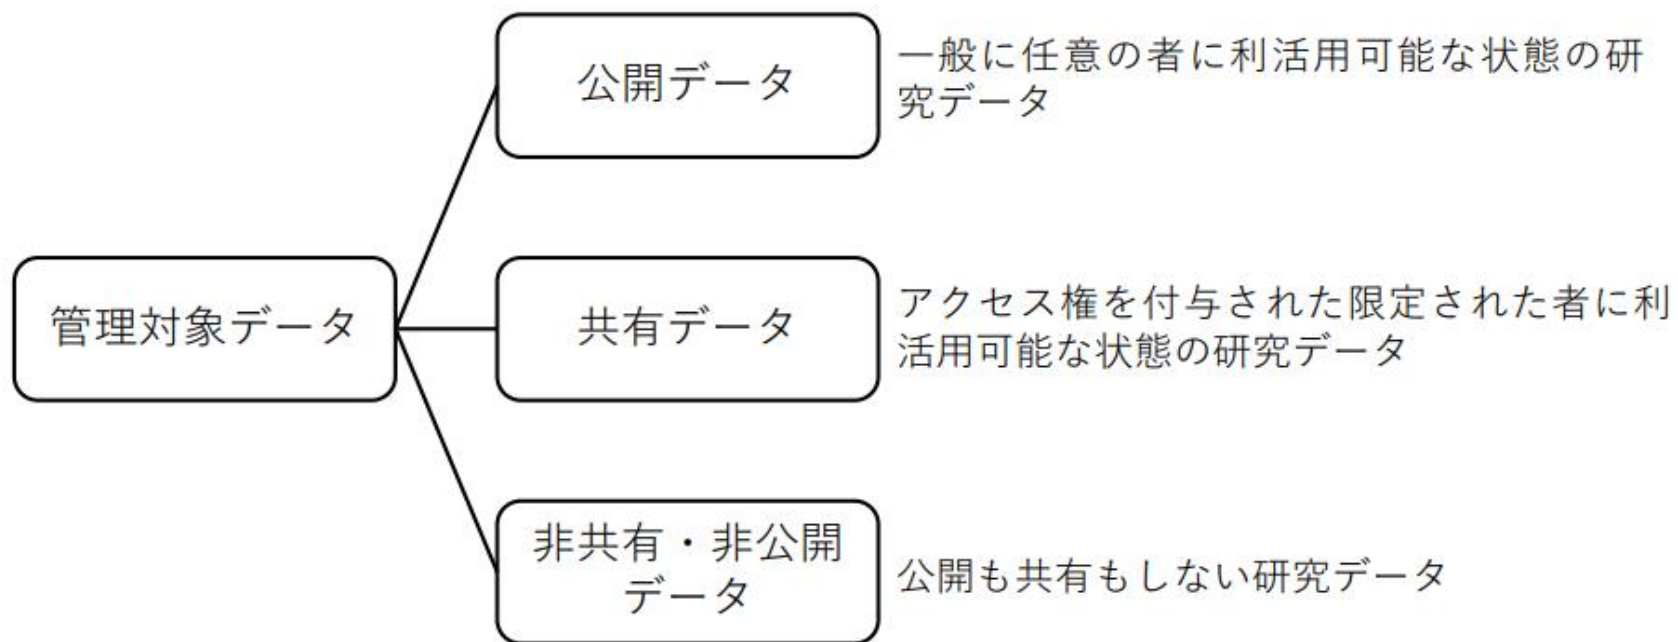 公開データ
一般に任意の者に利活用可能な状態の研
究データ
管理対象データ
共有データ
アクセス権を付与された限定された者に利
活用可能な状態の研究データ
非共有・非公開
データ
公開も共有もしない研究データ